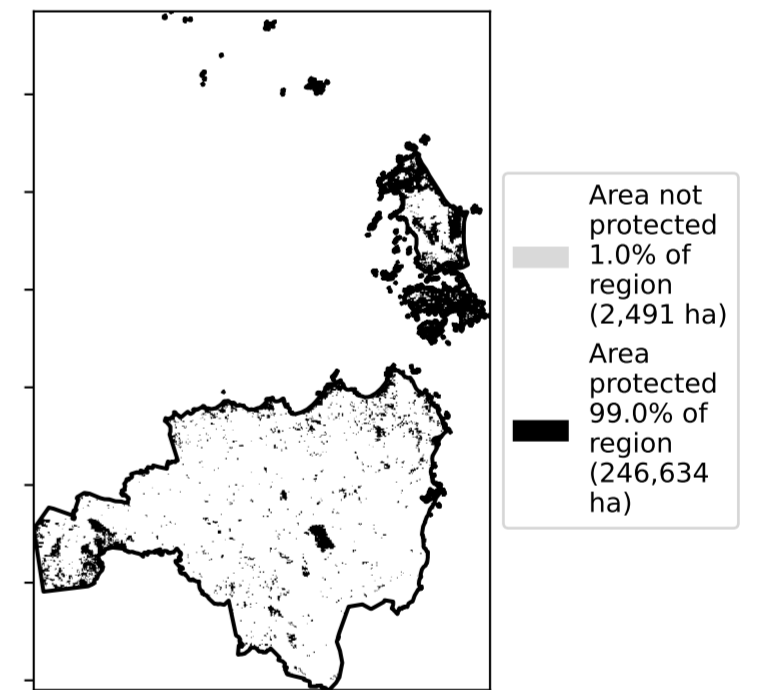 Area not
protected
1.0% of
region
(2,491 ha)
Area
protected
99.0% of
region
(246,634
ha)